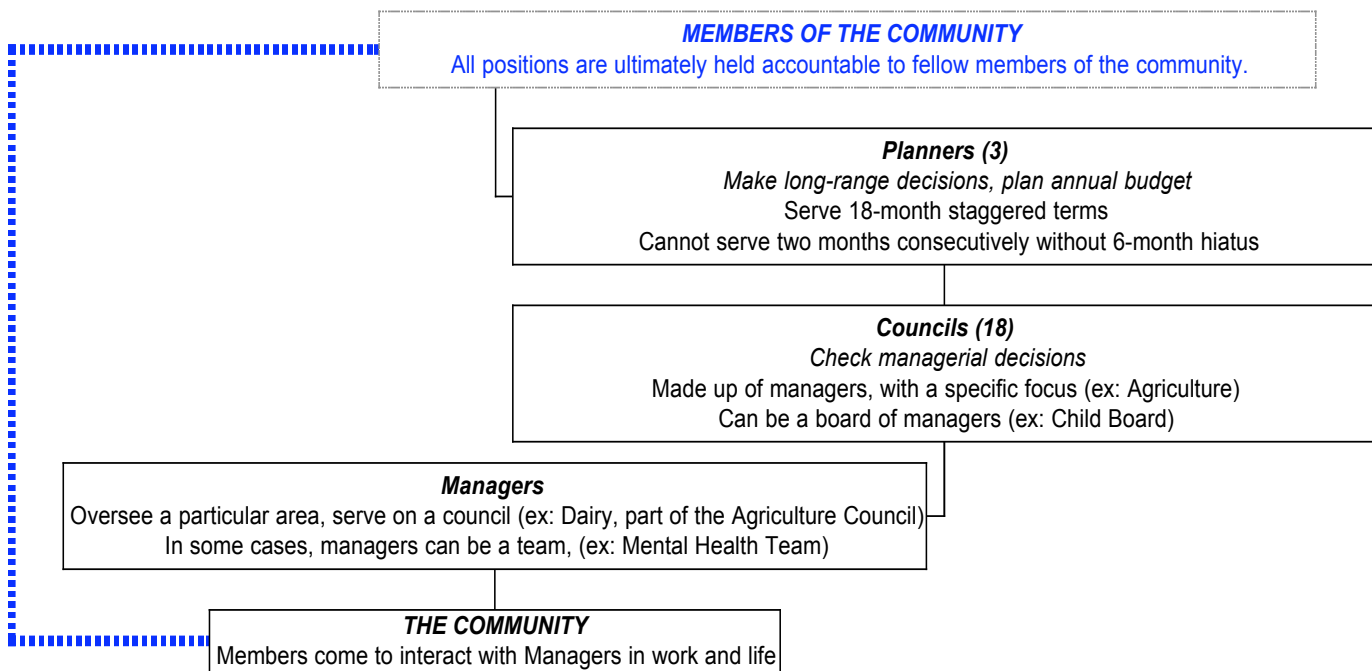 MEMBERS OF THE COMMUNITY
All positions are ultimately held accountable to fellow members of the community.
Planners (3)
Make long-range decisions, plan annual budget
Serve 18-month staggered terms
Cannot serve two months consecutively without 6-month hiatus
Councils (18)
Check managerial decisions
Made up of managers, with a specific focus (ex: Agriculture)
Can be a board of managers (ex: Child Board)
Managers
Oversee a particular area, serve on a council (ex: Dairy, part of the Agriculture Council)
In some cases, managers can be a team, (ex: Mental Health Team)
THE COMMUNITY
Members come to interact with Managers in work and life